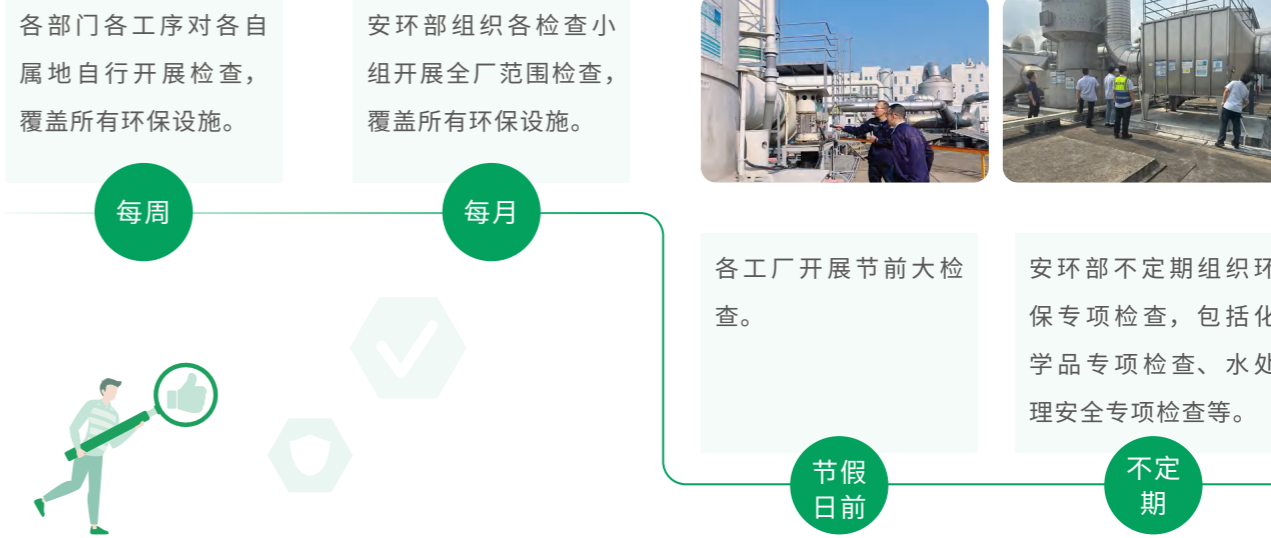 各部门各工序对各自
属地自行开展检查，
覆盖所有环保设施。
每周
安环部组织各检查小
组开展全厂范围检查，
覆盖所有环保设施。
每月
各工厂开展节前大检
查。
节假
日前
安环部不定期组织环
保专项检查，包括化
学品专项检查、水处
理安全专项检查等。
不定
期